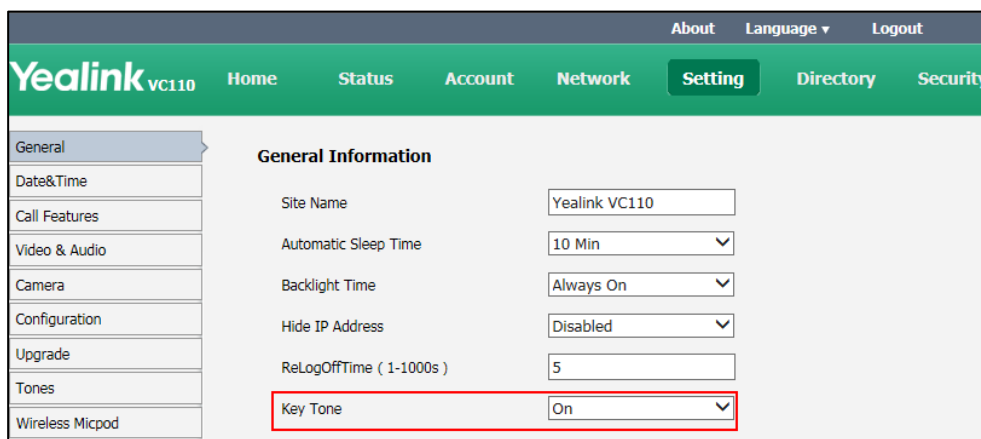 About Language ▾ Logout
Yealink VC110 Home Status Account Network Setting Directory Security
General
Date&Time
Call Features
Video & Audio
Camera
Configuration
Upgrade
Tones
Wireless Micpod
General Information
Site Name Yealink VC110
Automatic Sleep Time 10 Min
Backlight Time Always On
Hide IP Address Disabled
ReLogOffTime ( 1-1000s ) 5
Key Tone On